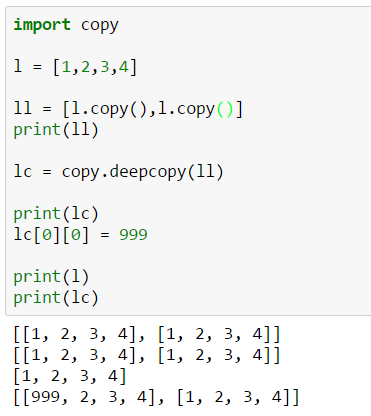 import copy
l = [1,2,3,4]
ll = [l.copy(),l.copy()]
print(ll)
lc = copy.deepcopy(ll)
print(lc)
lc[0][0] = 999
print(l)
print(lc)
[[1, 2, 3, 4], [1, 2, 3, 4]]
[[1, 2, 3, 4], [1, 2, 3, 4]]
[1, 2, 3, 4]
[[999, 2, 3, 4], [1, 2, 3, 4]]